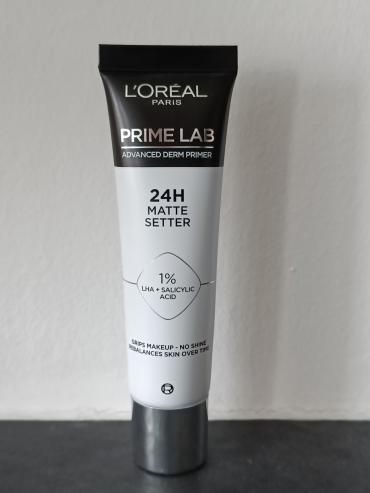 L'ORÉAL
PARIS
PRIME LAB
ADVANCED DERM PRIMER
24H
MATTE
SETTER
1%
LHA + SALICYLIC
ACID
GRIPS MAKEUP - NO SHINE
REBALANCES SKIN OVER TIME